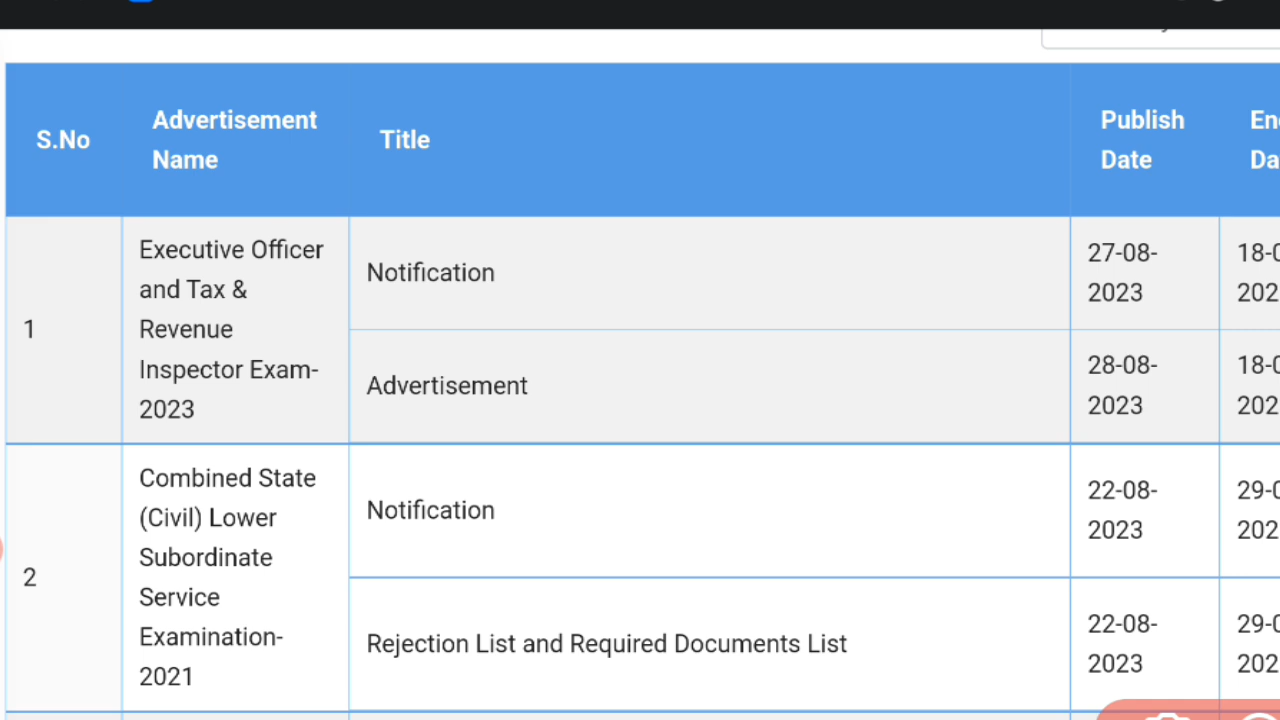 S.No
Advertisement
Name
Title
Publish
Date
1
Executive Officer
and Tax &
Revenue
Inspector Exam-
2023
Notification
27-08-
2023
Advertisement
28-08-
2023
2
Combined State
(Civil) Lower
Subordinate
Service
Examination-
2021
Notification
22-08-
2023
Rejection List and Required Documents List
22-08-
2023